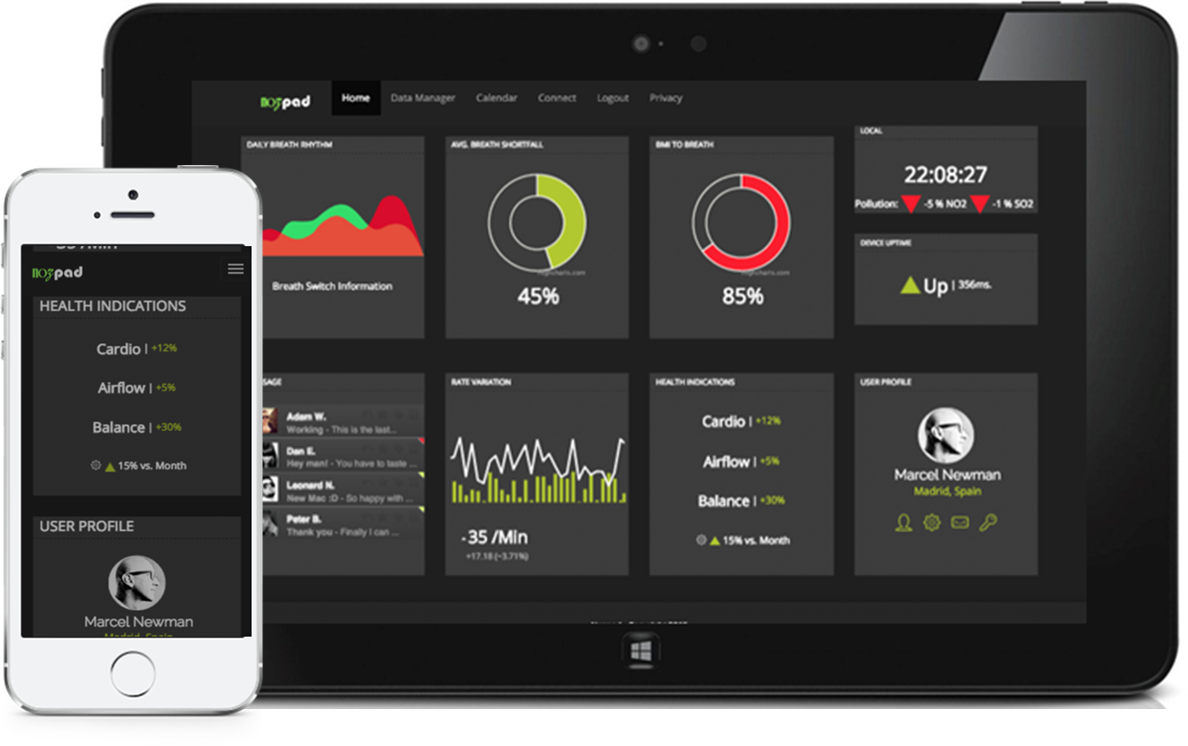 nozpad Home Data Manager Calendar Connect Logout Privacy
DAILY BREATH RHYTHM
Breath Switch Information
AVG. BREATH SHORTFALL
Highcharts.com
45%
BMI TO BREATH
Highcharts.com
85%
LOCAL
22:08:27
Pollution: -5 % NO2 -1 % SO2
DEVICE UPTIME
Up | 356ms.
SAGE
Adam W.
Working - This is the last...
Dan E.
Hey man! - You have to taste ...
Leonard N.
New Mac :D - So happy with ...
Peter B.
Thank you - Finally I can ...
RATE VARIATION
-35 /Min
+17.18 (-3.71%)
HEALTH INDICATIONS
Cardio | +12%
Airflow | +5%
Balance | +30%
15% vs. Month
USER PROFILE
Marcel Newman
Madrid, Spain
nozpad
HEALTH INDICATIONS
Cardio | +12%
Airflow | +5%
Balance | +30%
15% vs. Month
USER PROFILE
Marcel Newman
Madrid, Spain